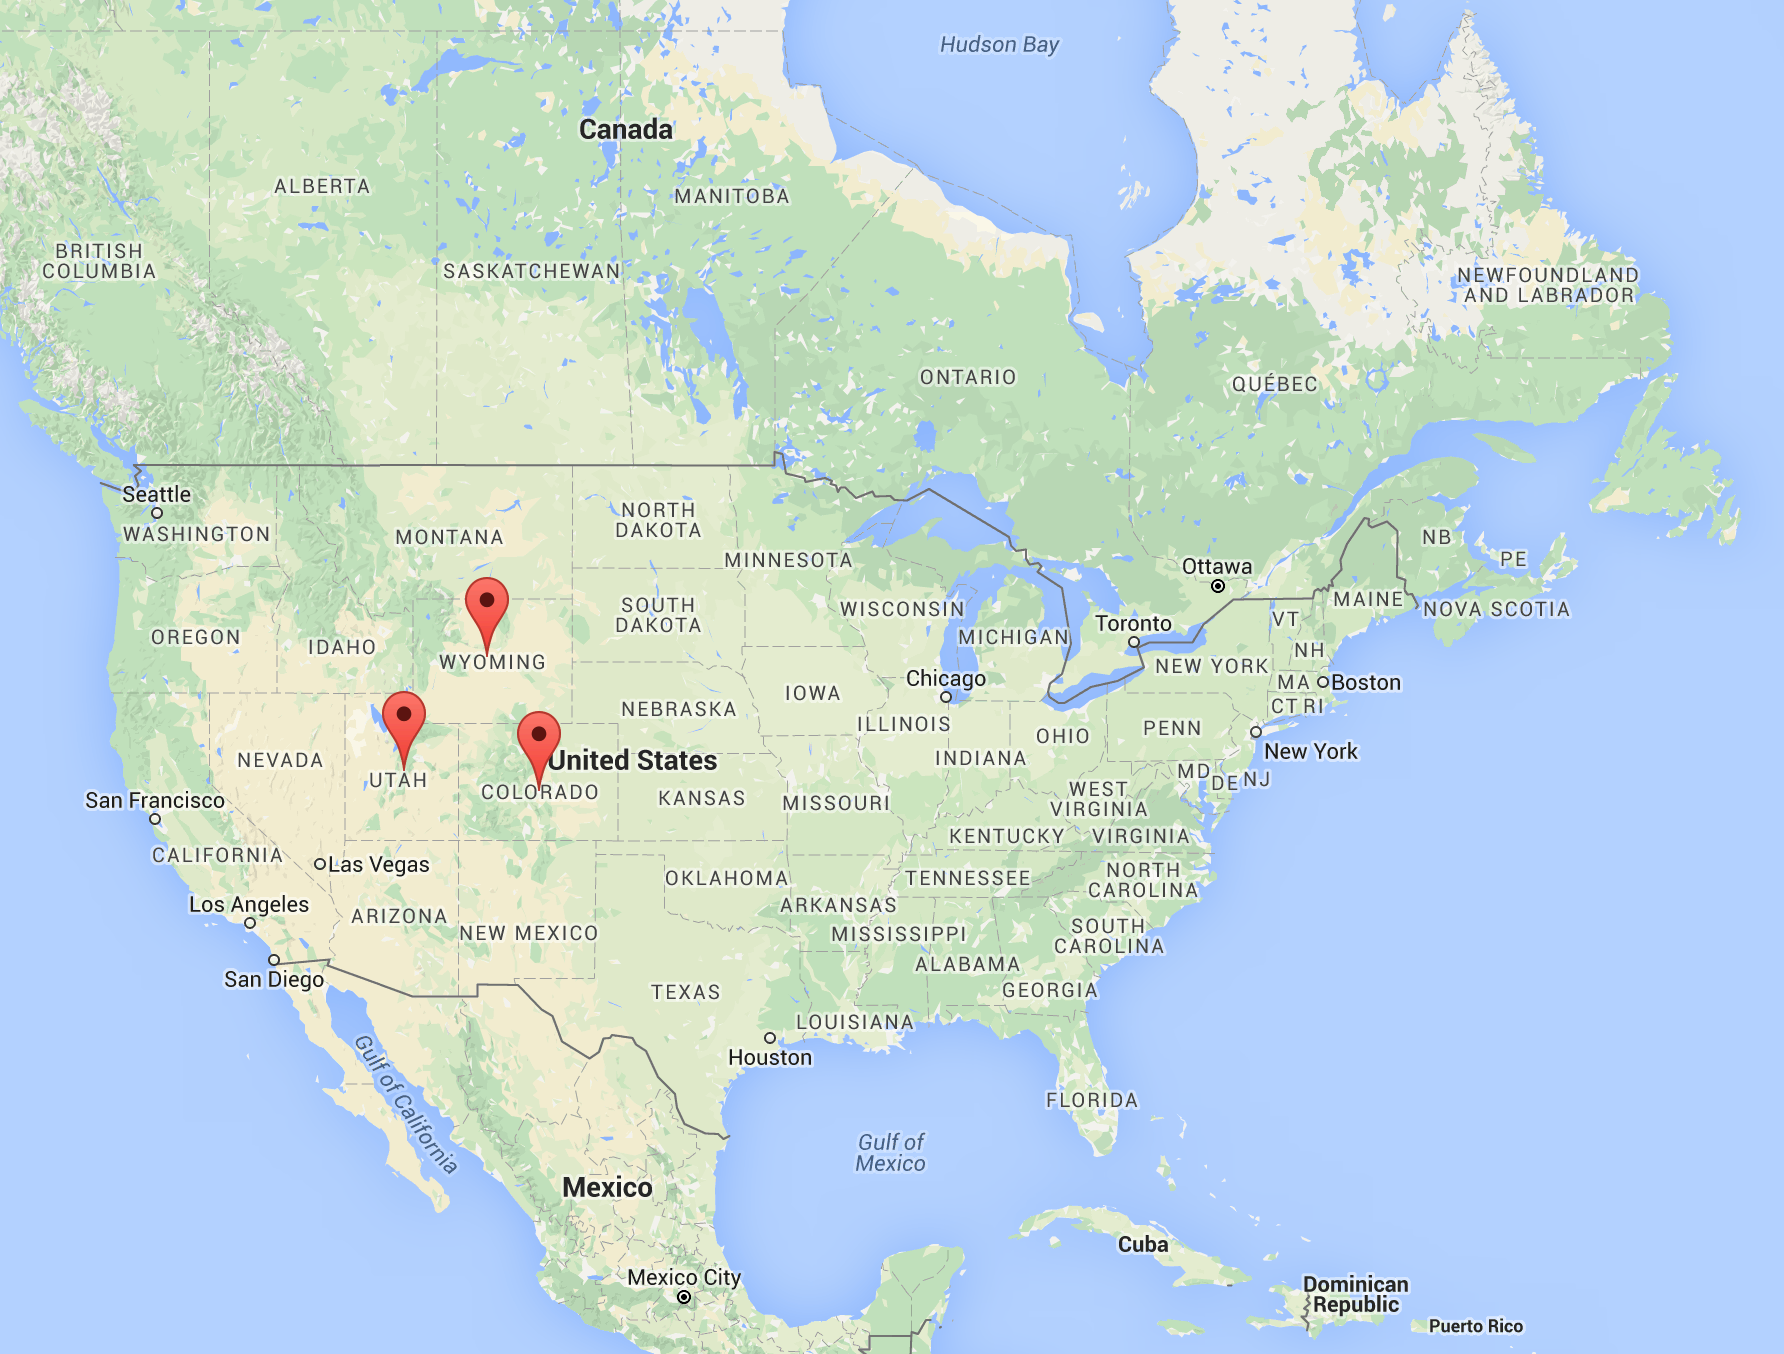 Hudson Bay
Canada
ALBERTA
MANITOBA
BRITISH
COLUMBIA
SASKATCHEWAN
NEWFOUNDLAND
AND LABRADOR
ONTARIO
QUÉBEC
Seattle
WASHINGTON
MONTANA
NORTH
DAKOTA
MINNESOTA
Ottawa
NB
PE
MAINE
NOVA SCOTIA
OREGON
IDAHO
WYOMING
SOUTH
DAKOTA
WISCONSIN
MICHIGAN
Toronto
VT
NH
NEW YORK
MA
Boston
CT
RI
Chicago
IOWA
NEBRASKA
ILLINOIS
INDIANA
OHIO
PENN
New York
NEVADA
UTAH
United States
COLORADO
KANSAS
MISSOURI
WEST
VIRGINIA
MD
DE
NJ
San Francisco
CALIFORNIA
Las Vegas
KENTUCKY
VIRGINIA
Los Angeles
ARIZONA
NEW MEXICO
OKLAHOMA
ARKANSAS
TENNESSEE
NORTH
CAROLINA
MISSISSIPPI
SOUTH
CAROLINA
San Diego
TEXAS
ALABAMA
GEORGIA
LOUISIANA
Houston
Gulf of California
FLORIDA
Gulf of
Mexico
Mexico
Cuba
Mexico City
Dominican
Republic
Puerto Rico